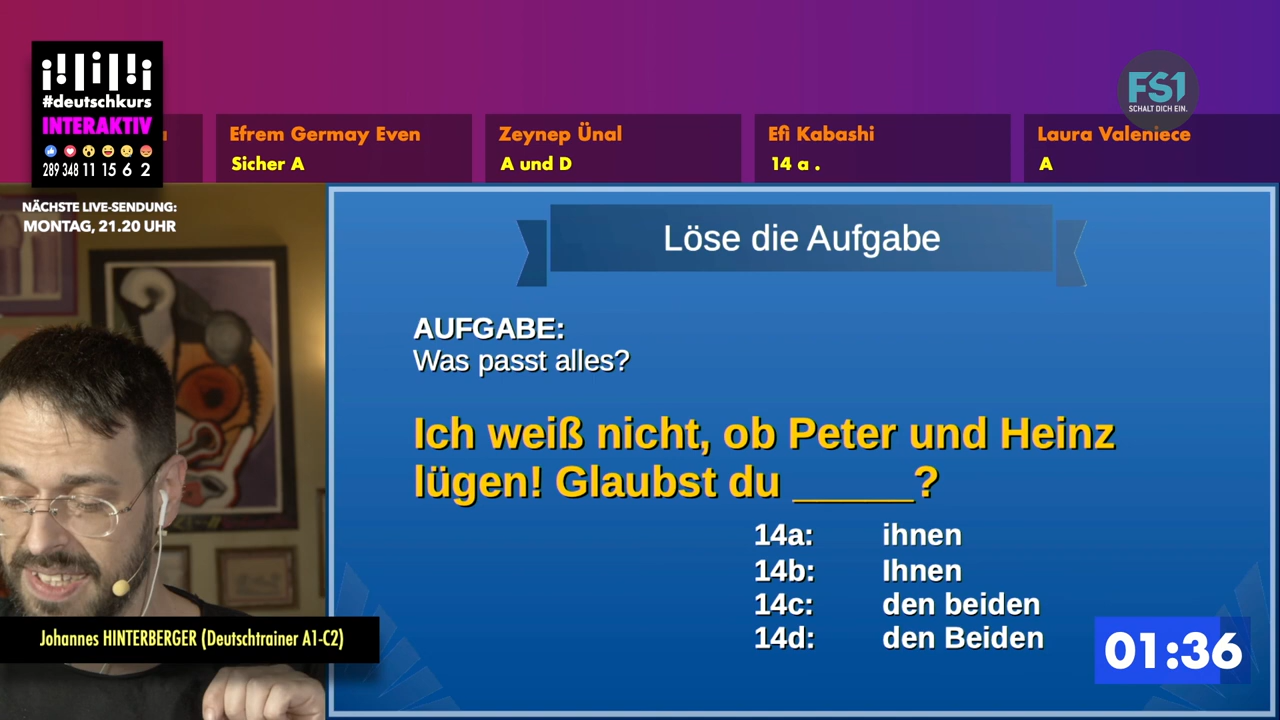 #deutschkurs
INTERAKTIV
289 348 11 15 6 2
FS1
SCHALT DICH EIN.
Efrem Germay Even
Sicher A
Zeynep Ünal
A und D
Efi Kabashi
14 a .
Laura Valeniece
A
NÄCHSTE LIVE-SENDUNG:
MONTAG, 21.20 UHR
Löse die Aufgabe
AUFGABE:
Was passt alles?
Ich weiß nicht, ob Peter und Heinz
lügen! Glaubst du _____?
14a: ihnen
14b: Ihnen
14c: den beiden
14d: den Beiden
Johannes HINTERBERGER (Deutschtrainer A1-C2)
01:36